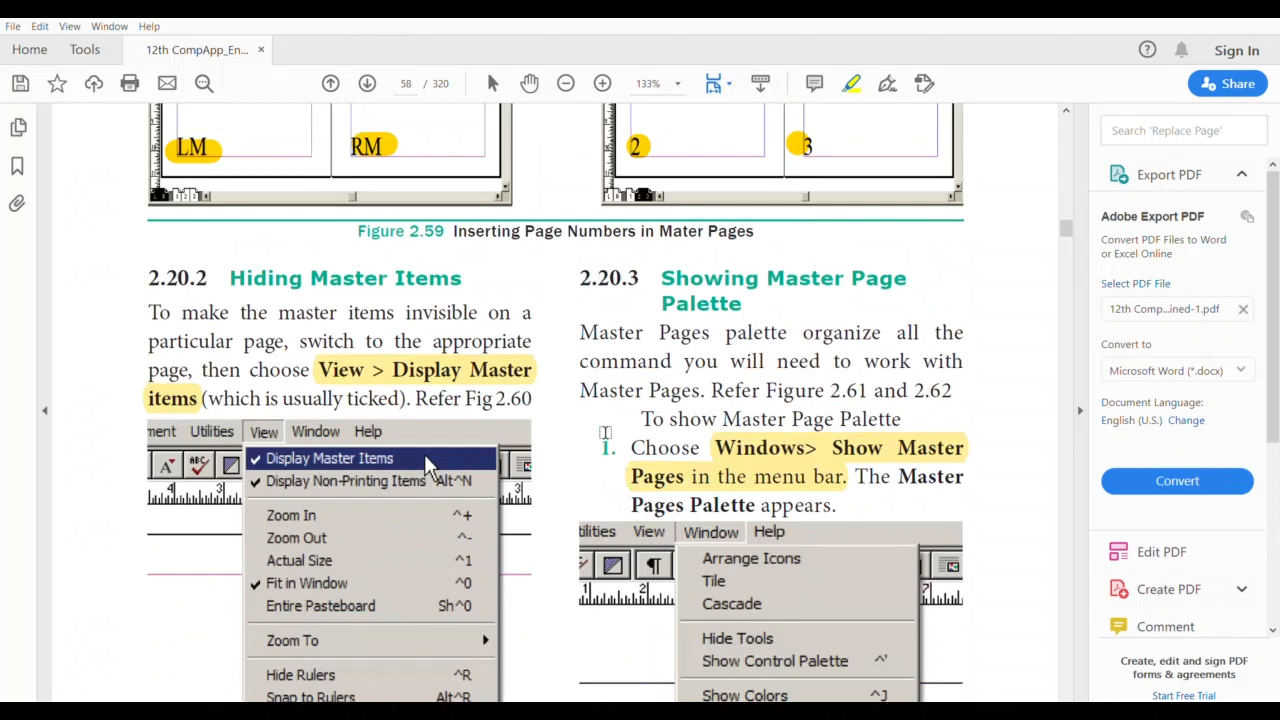 File Edit View Window Help
Home Tools 12th CompApp_En... × Sign In
58 / 320 133% Share
LM RM 2 3
Figure 2.59 Inserting Page Numbers in Mater Pages
2.20.2 Hiding Master Items
To make the master items invisible on a
particular page, switch to the appropriate
page, then choose View > Display Master
items (which is usually ticked). Refer Fig 2.60
ment Utilities View Window Help
Display Master Items
Display Non-Printing Items Alt^N
Zoom In ^+
Zoom Out ^-
Actual Size ^1
Fit in Window ^0
Entire Pasteboard Sh^0
Zoom To
Hide Rulers ^R
Snap to Rulers Alt^R
2.20.3 Showing Master Page
Palette
Master Pages palette organize all the
command you will need to work with
Master Pages. Refer Figure 2.61 and 2.62
To show Master Page Palette
1. Choose Windows> Show Master
Pages in the menu bar. The Master
Pages Palette appears.
ilities View Window Help
Arrange Icons
Tile
Cascade
Hide Tools
Show Control Palette ^'
Show Colors ^J
Search 'Replace Page'
Export PDF
Adobe Export PDF
Convert PDF Files to Word
or Excel Online
Select PDF File
12th Comp...ined-1.pdf
Convert to
Microsoft Word (*.docx)
Document Language:
English (U.S.) Change
Convert
Edit PDF
Create PDF
Comment
Create, edit and sign PDF
forms & agreements
Start Free Trial